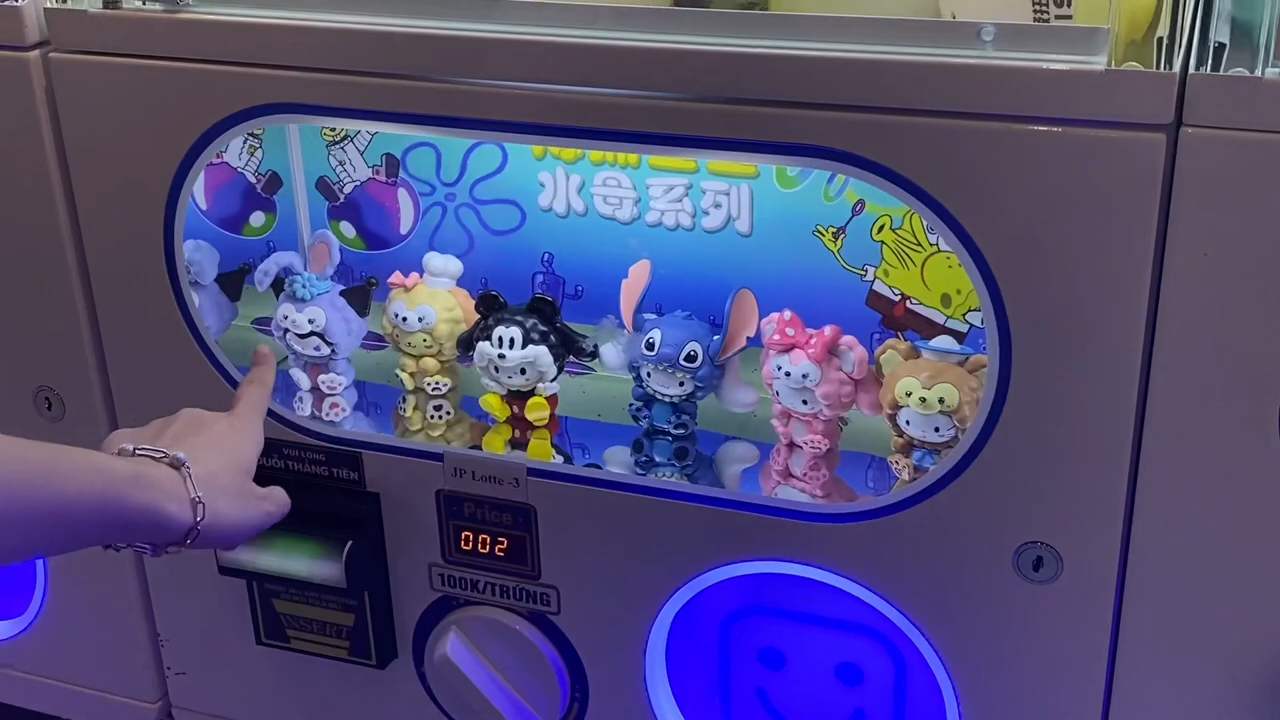 水母系列
VUI LÒNG
DUỖI THẲNG TIỀN
JP Lotte -3
Price
002
100K/TRỨNG
INSERT